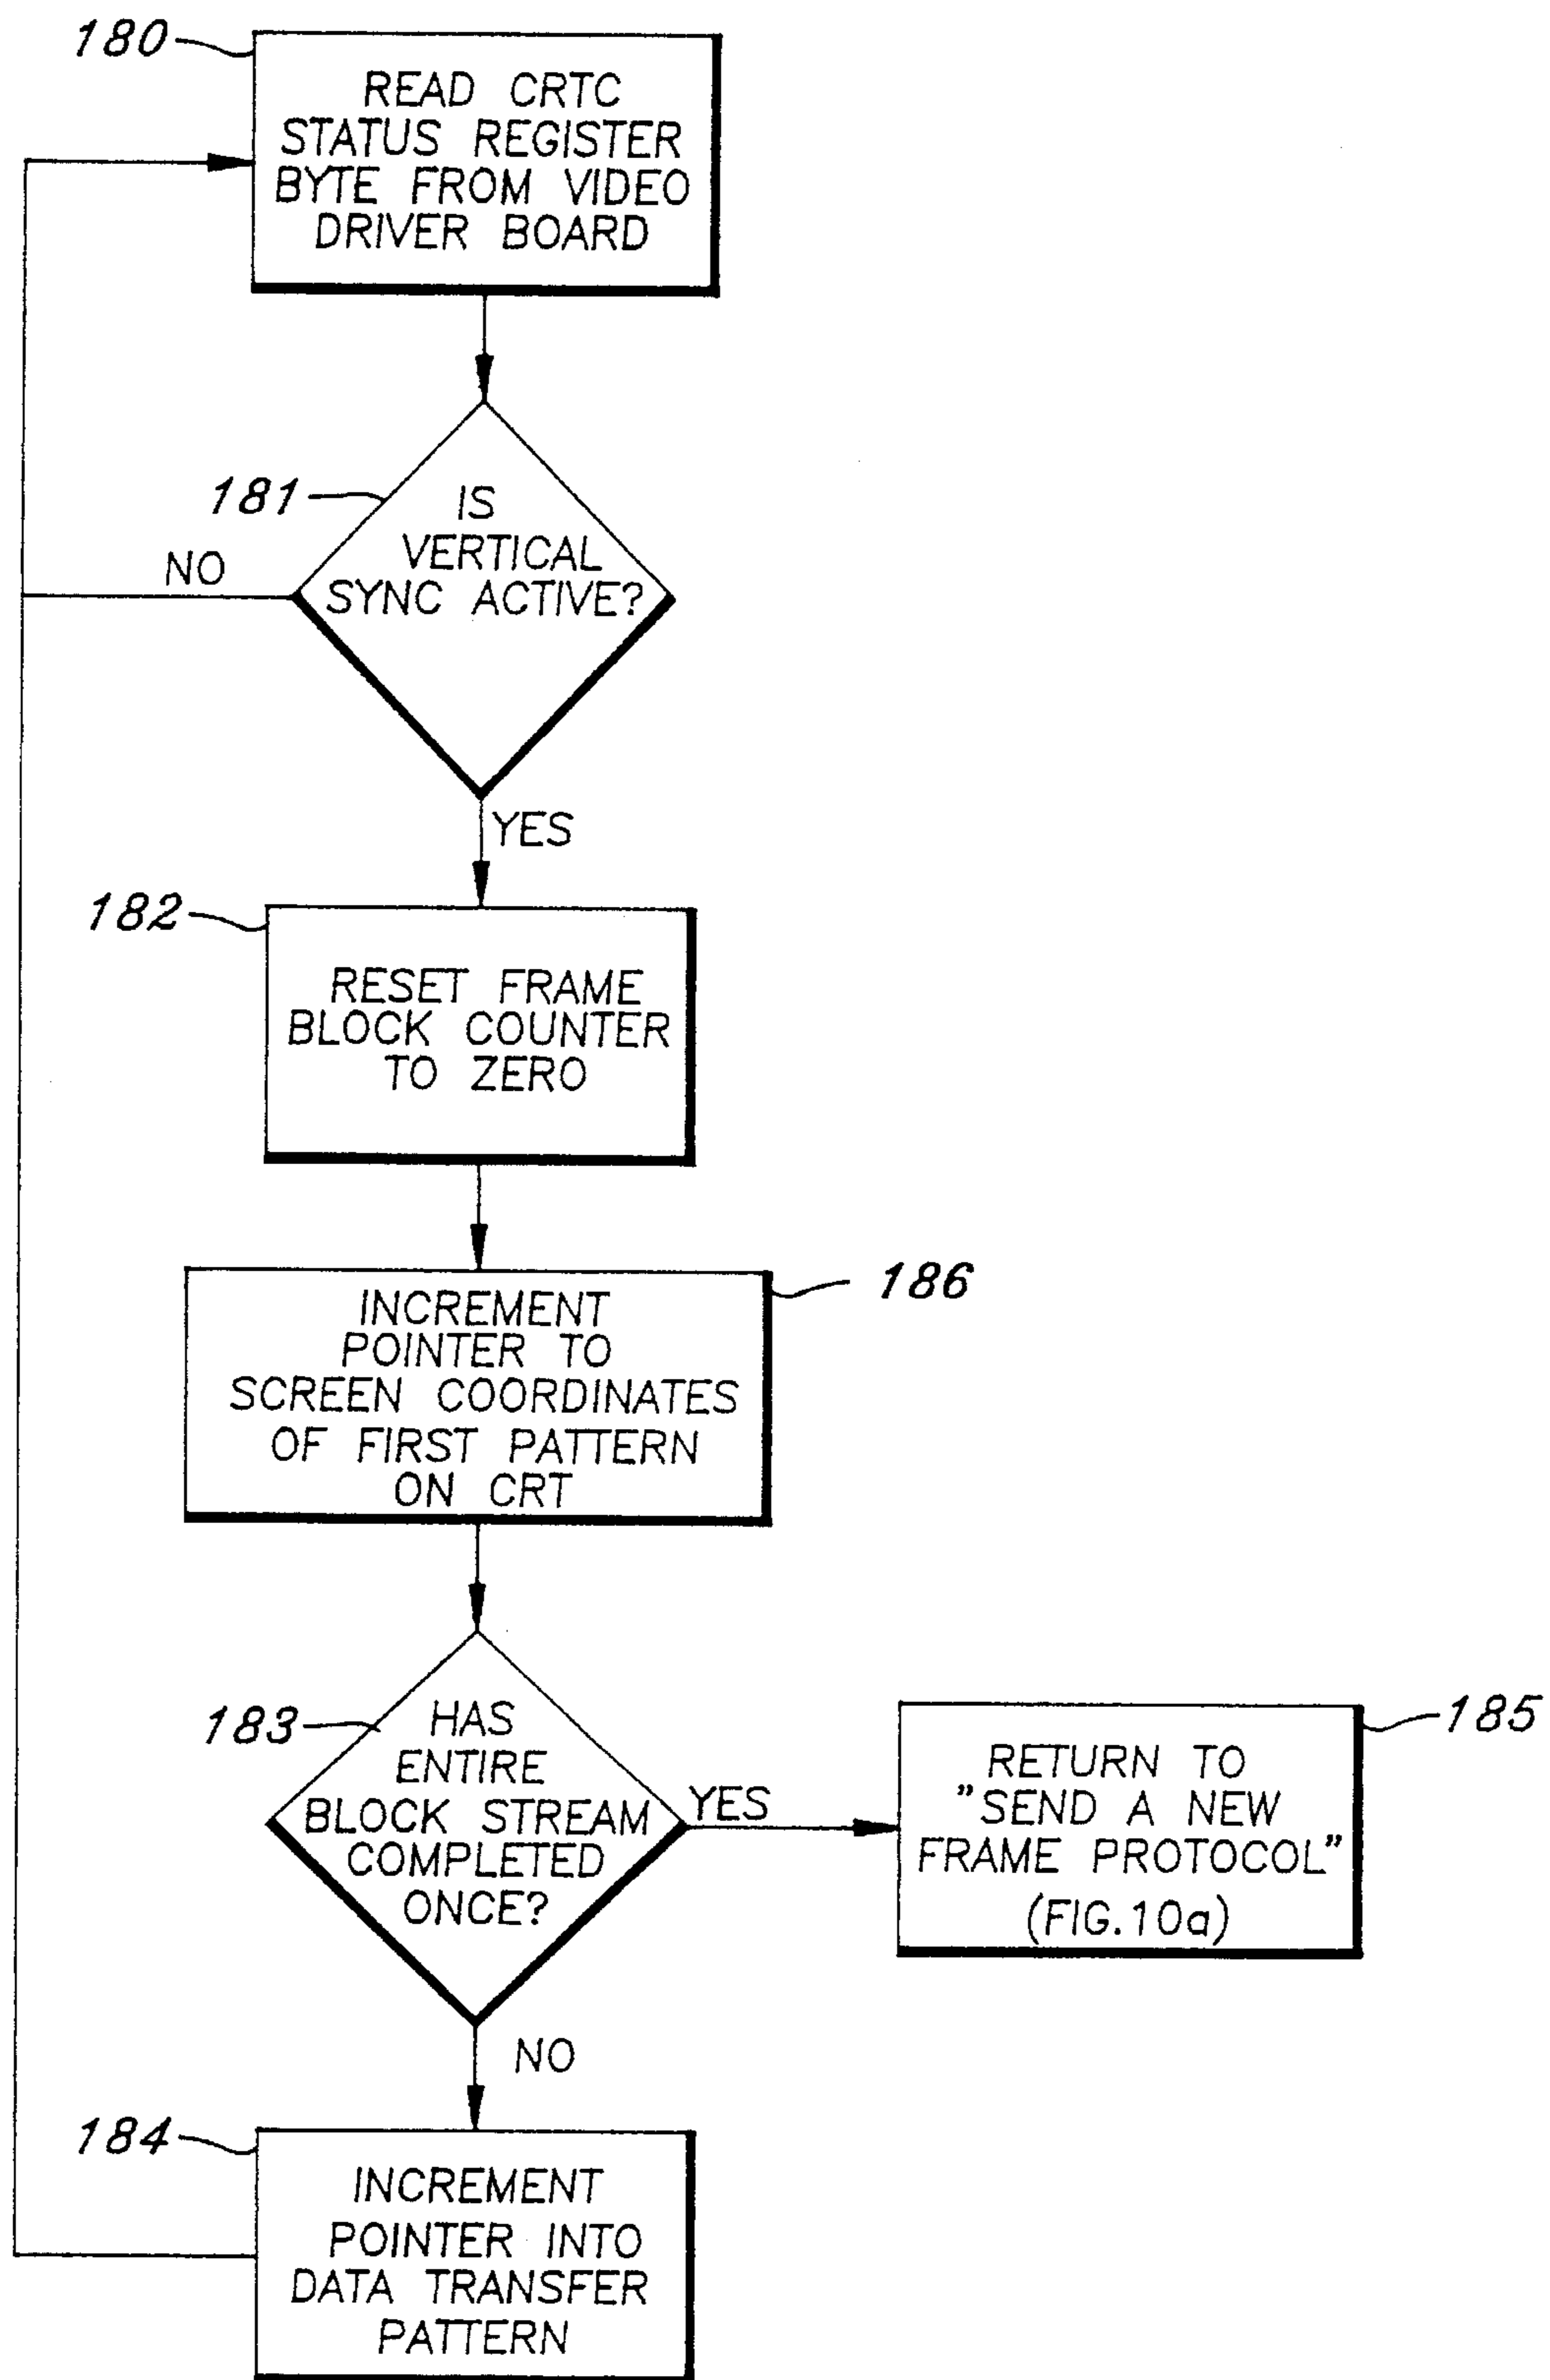 180
READ CRTC
STATUS REGISTER
BYTE FROM VIDEO
DRIVER BOARD
181
IS
VERTICAL
SYNC ACTIVE?
NO
YES
182
RESET FRAME
BLOCK COUNTER
TO ZERO
186
INCREMENT
POINTER TO
SCREEN COORDINATES
OF FIRST PATTERN
ON CRT
183
HAS
ENTIRE
BLOCK STREAM
COMPLETED
ONCE?
YES
185
RETURN TO
"SEND A NEW
FRAME PROTOCOL"
(FIG.10a)
NO
184
INCREMENT
POINTER INTO
DATA TRANSFER
PATTERN